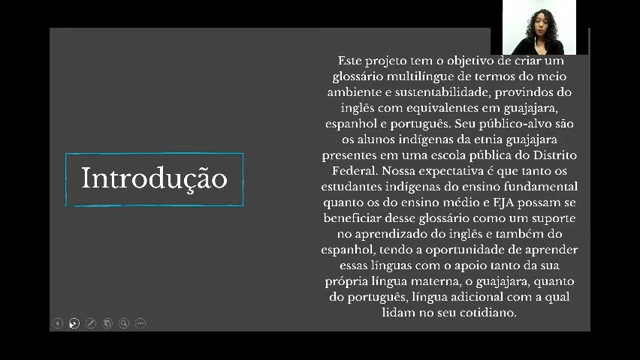 Introdução
Este projeto tem o objetivo de criar um
glossário multilíngue de termos do meio
ambiente e sustentabilidade, provindos do
inglês com equivalentes em guajajara,
espanhol e português. Seu público-alvo são
os alunos indígenas da etnia guajajara
presentes em uma escola pública do Distrito
Federal. Nossa expectativa é que tanto os
estudantes indígenas do ensino fundamental
quanto os do ensino médio e EJA possam se
beneficiar desse glossário como um suporte
no aprendizado do inglês e também do
espanhol, tendo a oportunidade de aprender
essas línguas com o apoio tanto da sua
própria língua materna, o guajajara, quanto
do português, língua adicional com a qual
lidam no seu cotidiano.